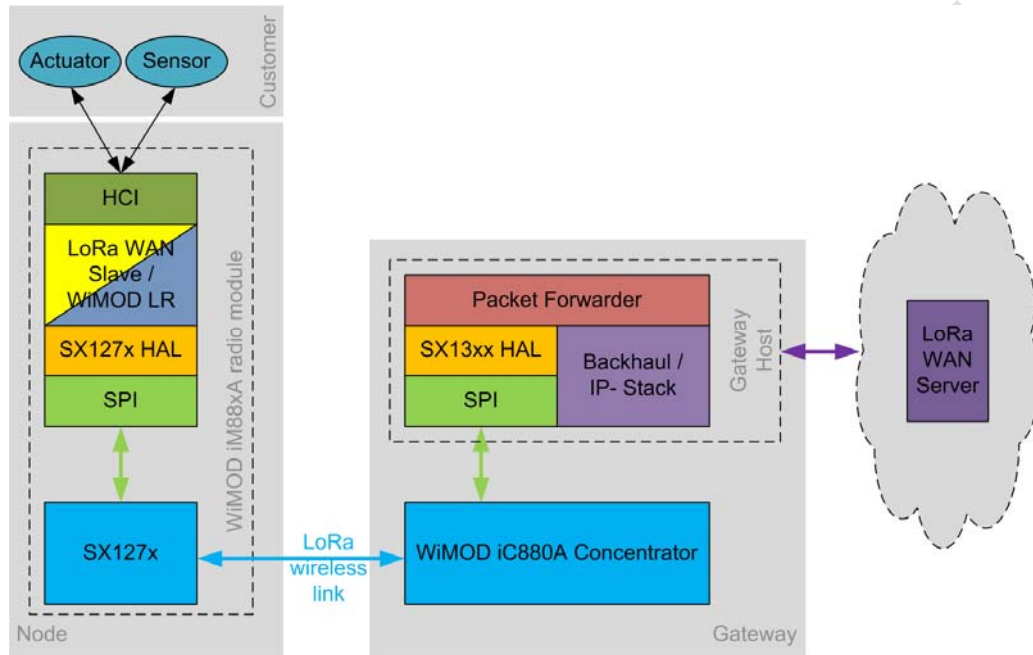 Actuator
Sensor
Customer
HCI
LoRa WAN
Slave /
WiMOD LR
SX127x HAL
SPI
WiMOD iM88xA radio module
SX127x
Node
LoRa
wireless
link
Packet Forwarder
SX13xx HAL
SPI
Backhaul /
IP- Stack
Gateway
Host
WiMOD iC880A Concentrator
Gateway
LoRa
WAN
Server